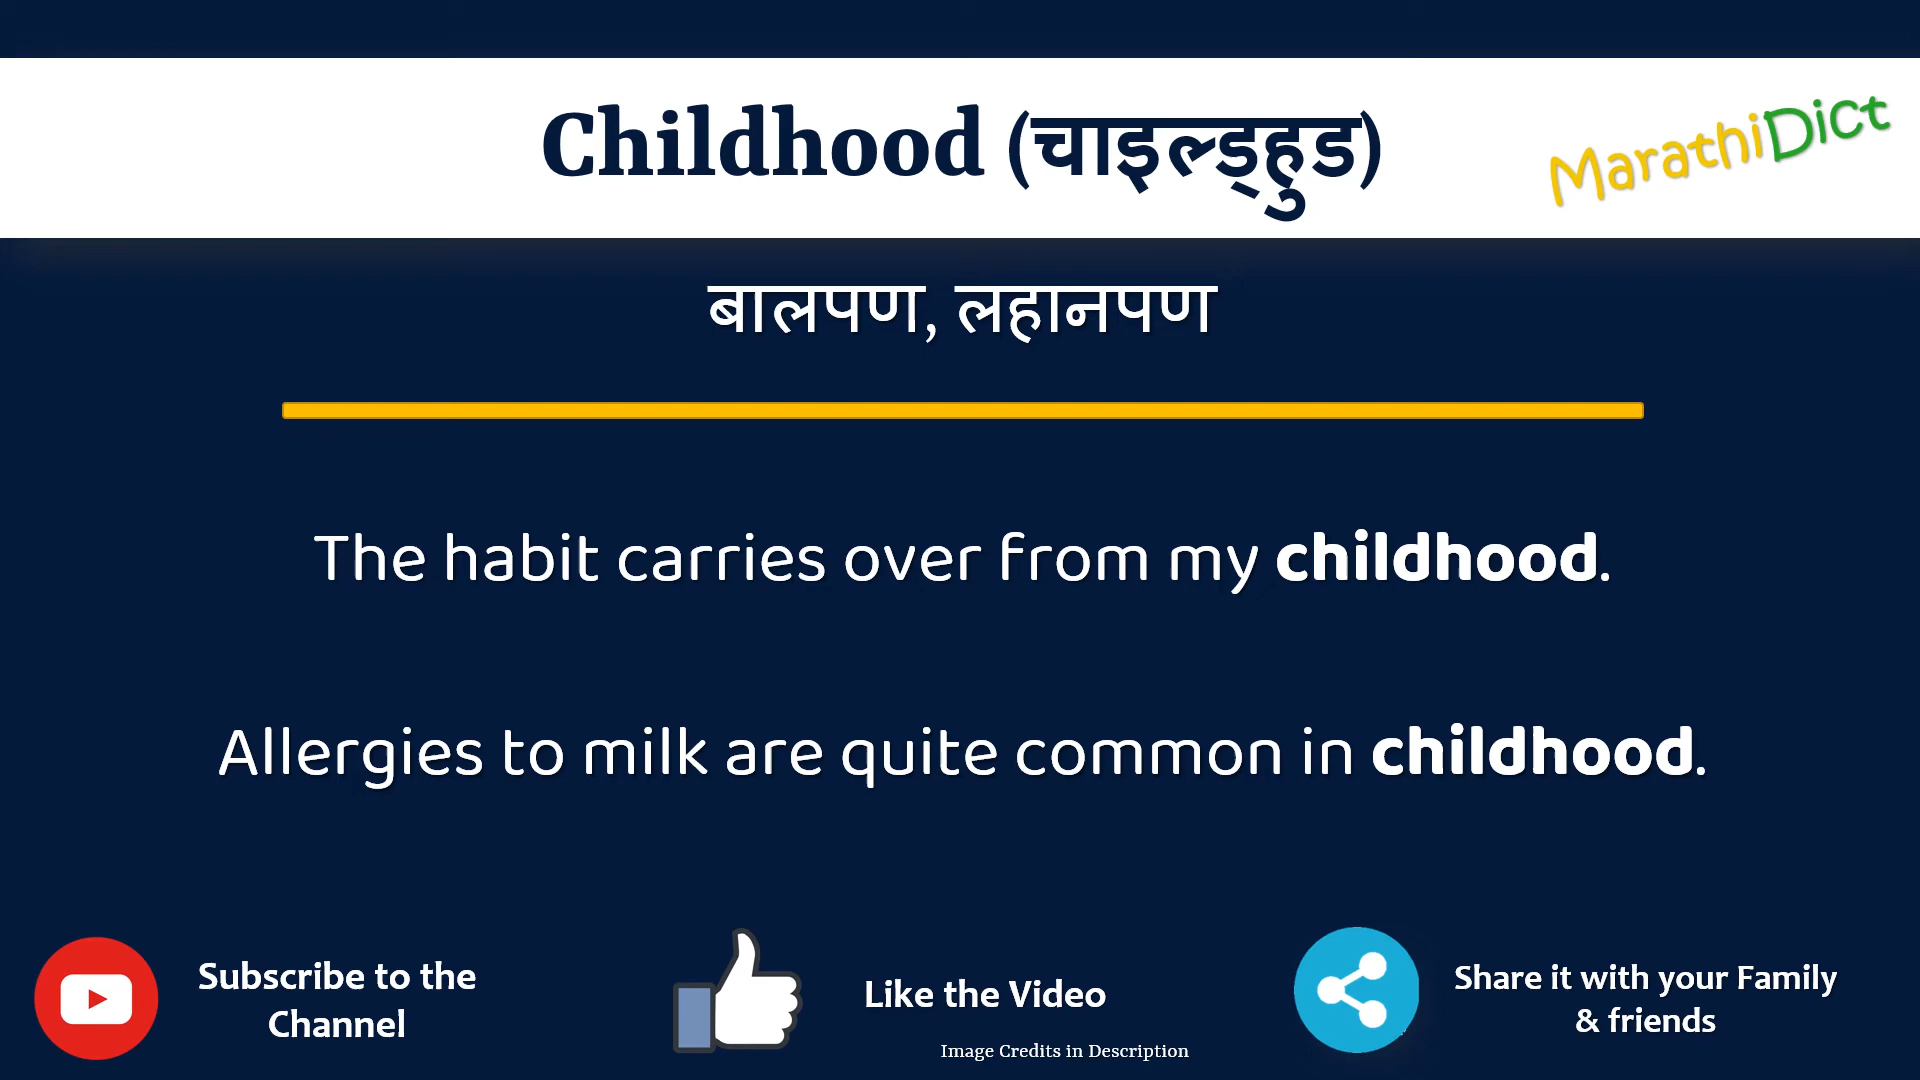 Childhood (चाइल्ड्हुड)
MarathiDict
बालपण, लहानपण
The habit carries over from my childhood.
Allergies to milk are quite common in childhood.
Subscribe to the
Channel
Like the Video
Share it with your Family
& friends
Image Credits in Description